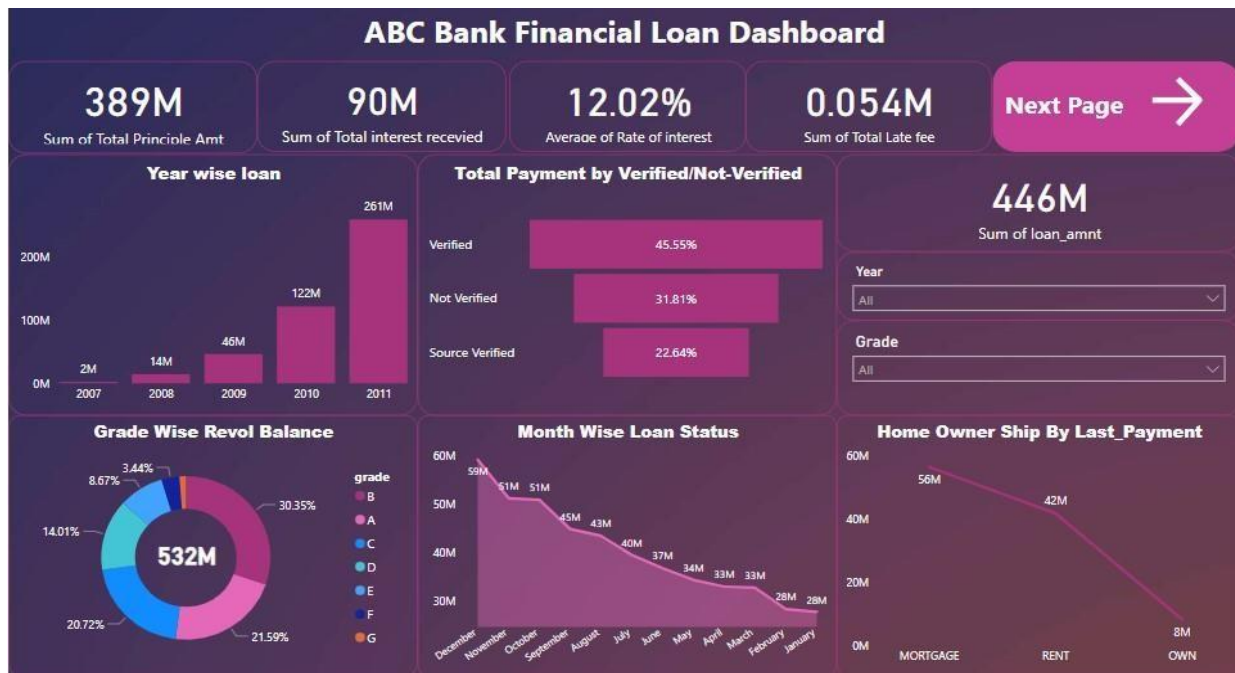 ABC Bank Financial Loan Dashboard
389M
Sum of Total Principle Amt
90M
Sum of Total interest recevied
12.02%
Average of Rate of interest
0.054M
Sum of Total Late fee
Next Page
Year wise loan
200M
100M
0M
2M
14M
46M
122M
261M
2007
2008
2009
2010
2011
Total Payment by Verified/Not-Verified
Verified
45.55%
Not Verified
31.81%
Source Verified
22.64%
446M
Sum of loan_amnt
Year
All
Grade
All
Grade Wise Revol Balance
3.44%
8.67%
14.01%
20.72%
21.59%
30.35%
532M
grade
B
A
C
D
E
F
G
Month Wise Loan Status
60M
50M
40M
30M
59M
51M
51M
45M
43M
40M
37M
34M
33M
33M
28M
28M
December
November
October
September
August
July
June
May
April
March
February
January
Home Owner Ship By Last_Payment
60M
40M
20M
0M
56M
42M
8M
MORTGAGE
RENT
OWN